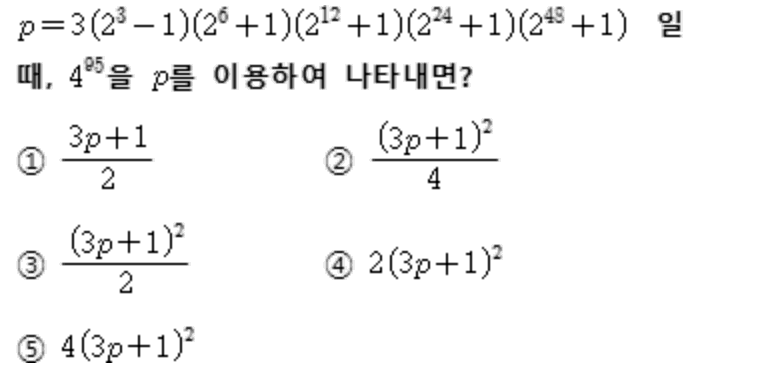 p=3(2³-1)(2⁶+1)(2¹²+1)(2²⁴+1)(2⁴⁸+1) 일
때, 4⁹⁵을 p를 이용하여 나타내면?
① (3p+1)/2 ② (3p+1)²/4
③ (3p+1)²/2 ④ 2(3p+1)²
⑤ 4(3p+1)²